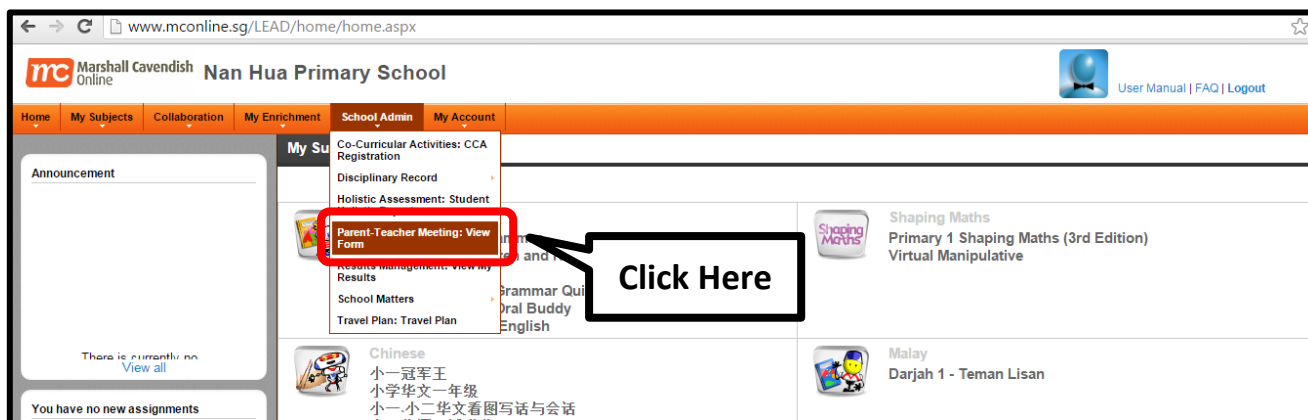 www.mconline.sg/LEAD/home/home.aspx
mc Marshall Cavendish Online Nan Hua Primary School
User Manual | FAQ | Logout
Home My Subjects Collaboration My Enrichment School Admin My Account
My Su
Co-Curricular Activities: CCA
Registration
Disciplinary Record
Holistic Assessment: Student
Parent-Teacher Meeting: View
Form
Results Management: View My
Results
School Matters
Travel Plan: Travel Plan
Click Here
Announcement
There is currently no
View all
You have no new assignments
Grammar Qui
Oral Buddy
English
Shaping Maths
Shaping Maths
Primary 1 Shaping Maths (3rd Edition)
Virtual Manipulative
Chinese
小一冠军王
小学华文一年级
小一.小二华文看图写话与会话
Malay
Darjah 1 - Teman Lisan